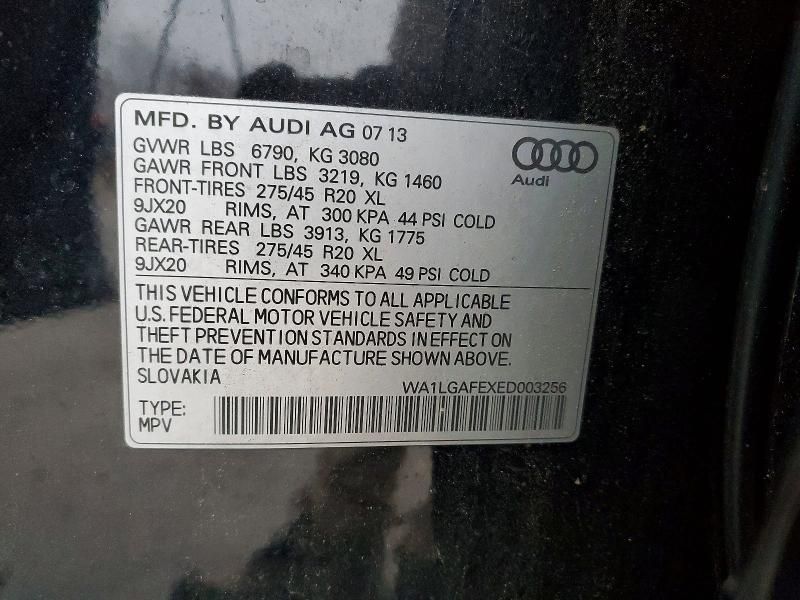 MFD. BY AUDI AG 07 13
GVWR LBS 6790, KG 3080
GAWR FRONT LBS 3219, KG 1460
FRONT-TIRES 275/45 R20 XL
9JX20 RIMS, AT 300 KPA 44 PSI COLD
GAWR REAR LBS 3913, KG 1775
REAR-TIRES 275/45 R20 XL
9JX20 RIMS, AT 340 KPA 49 PSI COLD
Audi
THIS VEHICLE CONFORMS TO ALL APPLICABLE
U.S. FEDERAL MOTOR VEHICLE SAFETY AND
THEFT PREVENTION STANDARDS IN EFFECT ON
THE DATE OF MANUFACTURE SHOWN ABOVE.
SLOVAKIA
WA1LGAFEXED003256
TYPE:
MPV